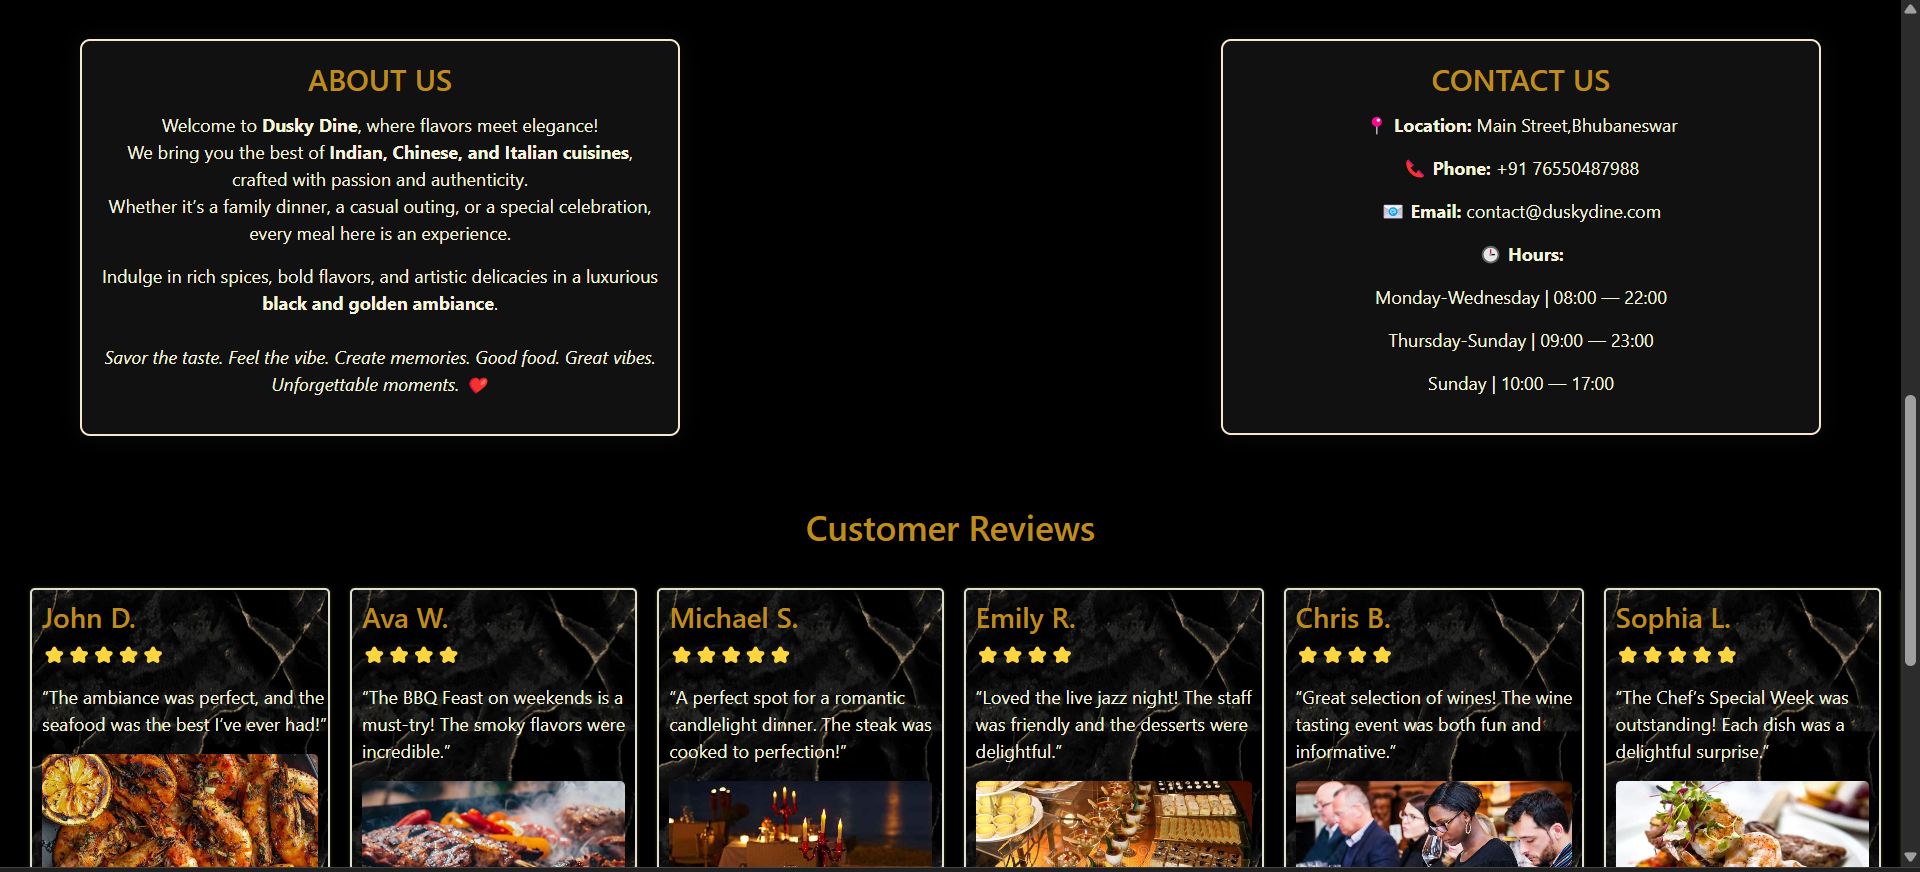 ABOUT US
Welcome to Dusky Dine, where flavors meet elegance!
We bring you the best of Indian, Chinese, and Italian cuisines,
crafted with passion and authenticity.
Whether it’s a family dinner, a casual outing, or a special celebration,
every meal here is an experience.
Indulge in rich spices, bold flavors, and artistic delicacies in a luxurious
black and golden ambiance.
Savor the taste. Feel the vibe. Create memories. Good food. Great vibes.
Unforgettable moments. ❤️
CONTACT US
📍 Location: Main Street,Bhubaneswar
📞 Phone: +91 76550487988
📧 Email: contact@duskydine.com
🕒 Hours:
Monday-Wednesday | 08:00 — 22:00
Thursday-Sunday | 09:00 — 23:00
Sunday | 10:00 — 17:00
Customer Reviews
John D.
⭐⭐⭐⭐⭐
“The ambiance was perfect, and the
seafood was the best I’ve ever had!”
Ava W.
⭐⭐⭐⭐
“The BBQ Feast on weekends is a
must-try! The smoky flavors were
incredible.”
Michael S.
⭐⭐⭐⭐⭐
“A perfect spot for a romantic
candlelight dinner. The steak was
cooked to perfection!”
Emily R.
⭐⭐⭐⭐
“Loved the live jazz night! The staff
was friendly and the desserts were
delightful.”
Chris B.
⭐⭐⭐⭐
“Great selection of wines! The wine
tasting event was both fun and
informative.”
Sophia L.
⭐⭐⭐⭐⭐
“The Chef’s Special Week was
outstanding! Each dish was a
delightful surprise.”